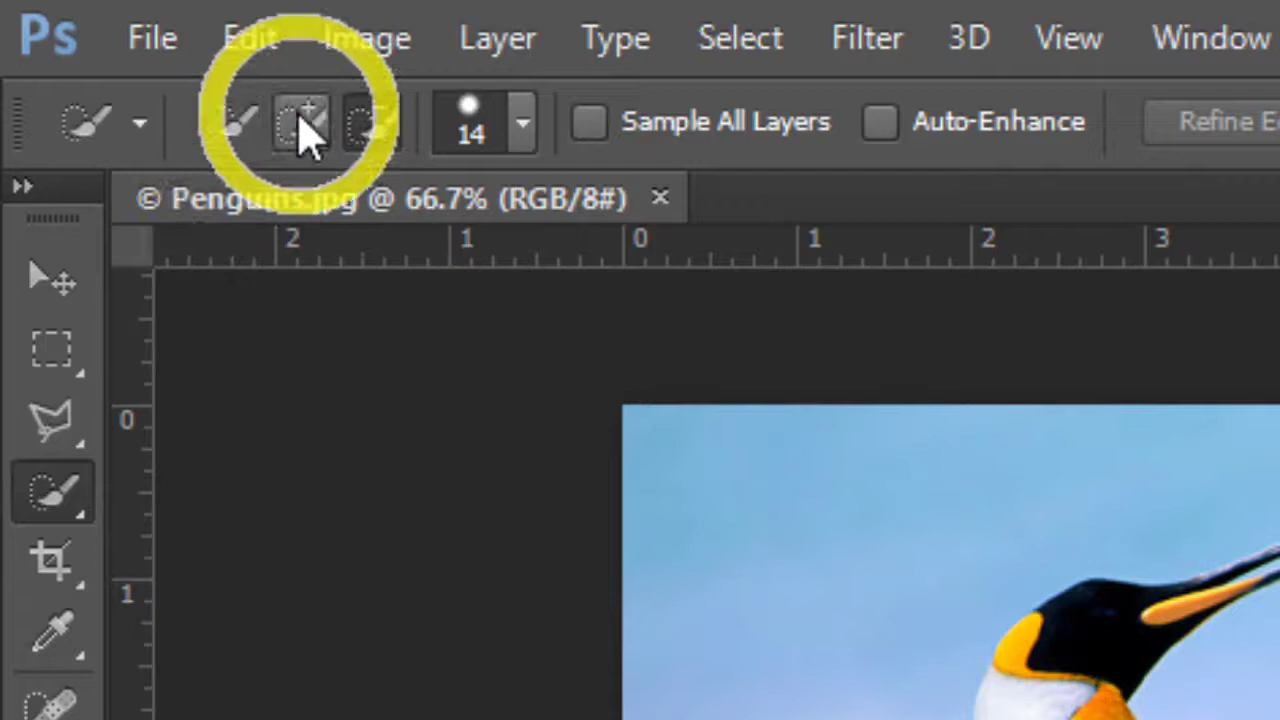 Ps File Edit Image Layer Type Select Filter 3D View Window
14 Sample All Layers Auto-Enhance Refine
© Penguins.jpg @ 66.7% (RGB/8#) ×
2 1 0 1 2 3
0
1